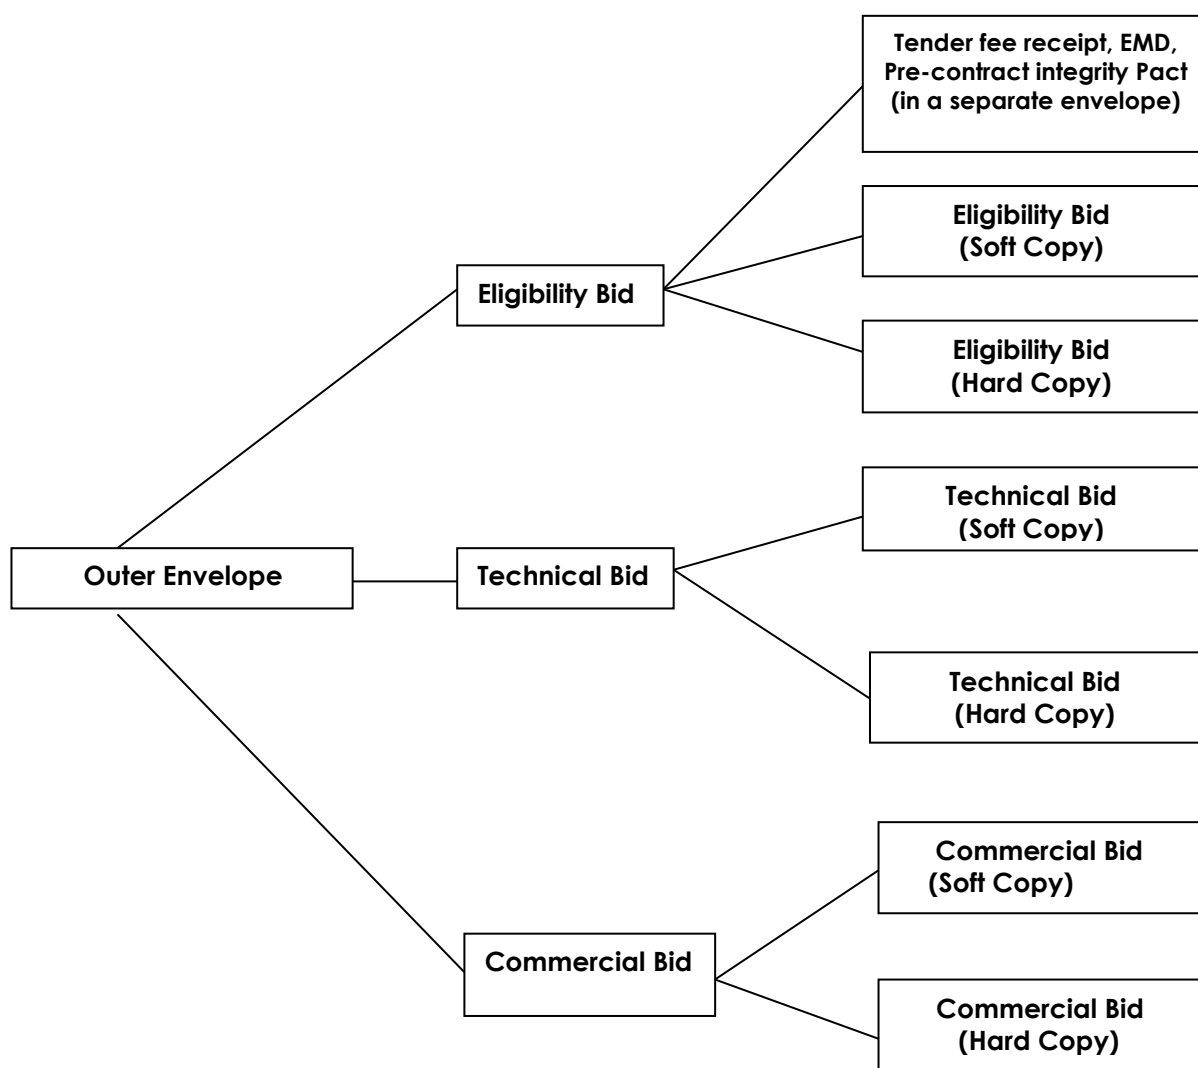 Tender fee receipt, EMD,
Pre-contract integrity Pact
(in a separate envelope)
Eligibility Bid
(Soft Copy)
Eligibility Bid
Eligibility Bid
(Hard Copy)
Technical Bid
(Soft Copy)
Outer Envelope
Technical Bid
Technical Bid
(Hard Copy)
Commercial Bid
(Soft Copy)
Commercial Bid
Commercial Bid
(Hard Copy)